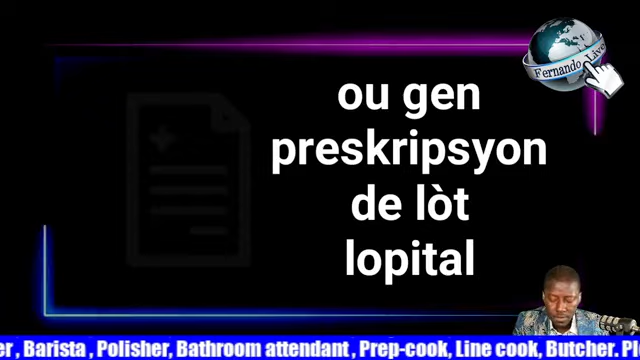 Fernando Live
ou gen
preskripsyon
de lòt
lopital
er , Barista , Polisher, Bathroom attendant , Prep-cook, Line cook, Butcher. Pl